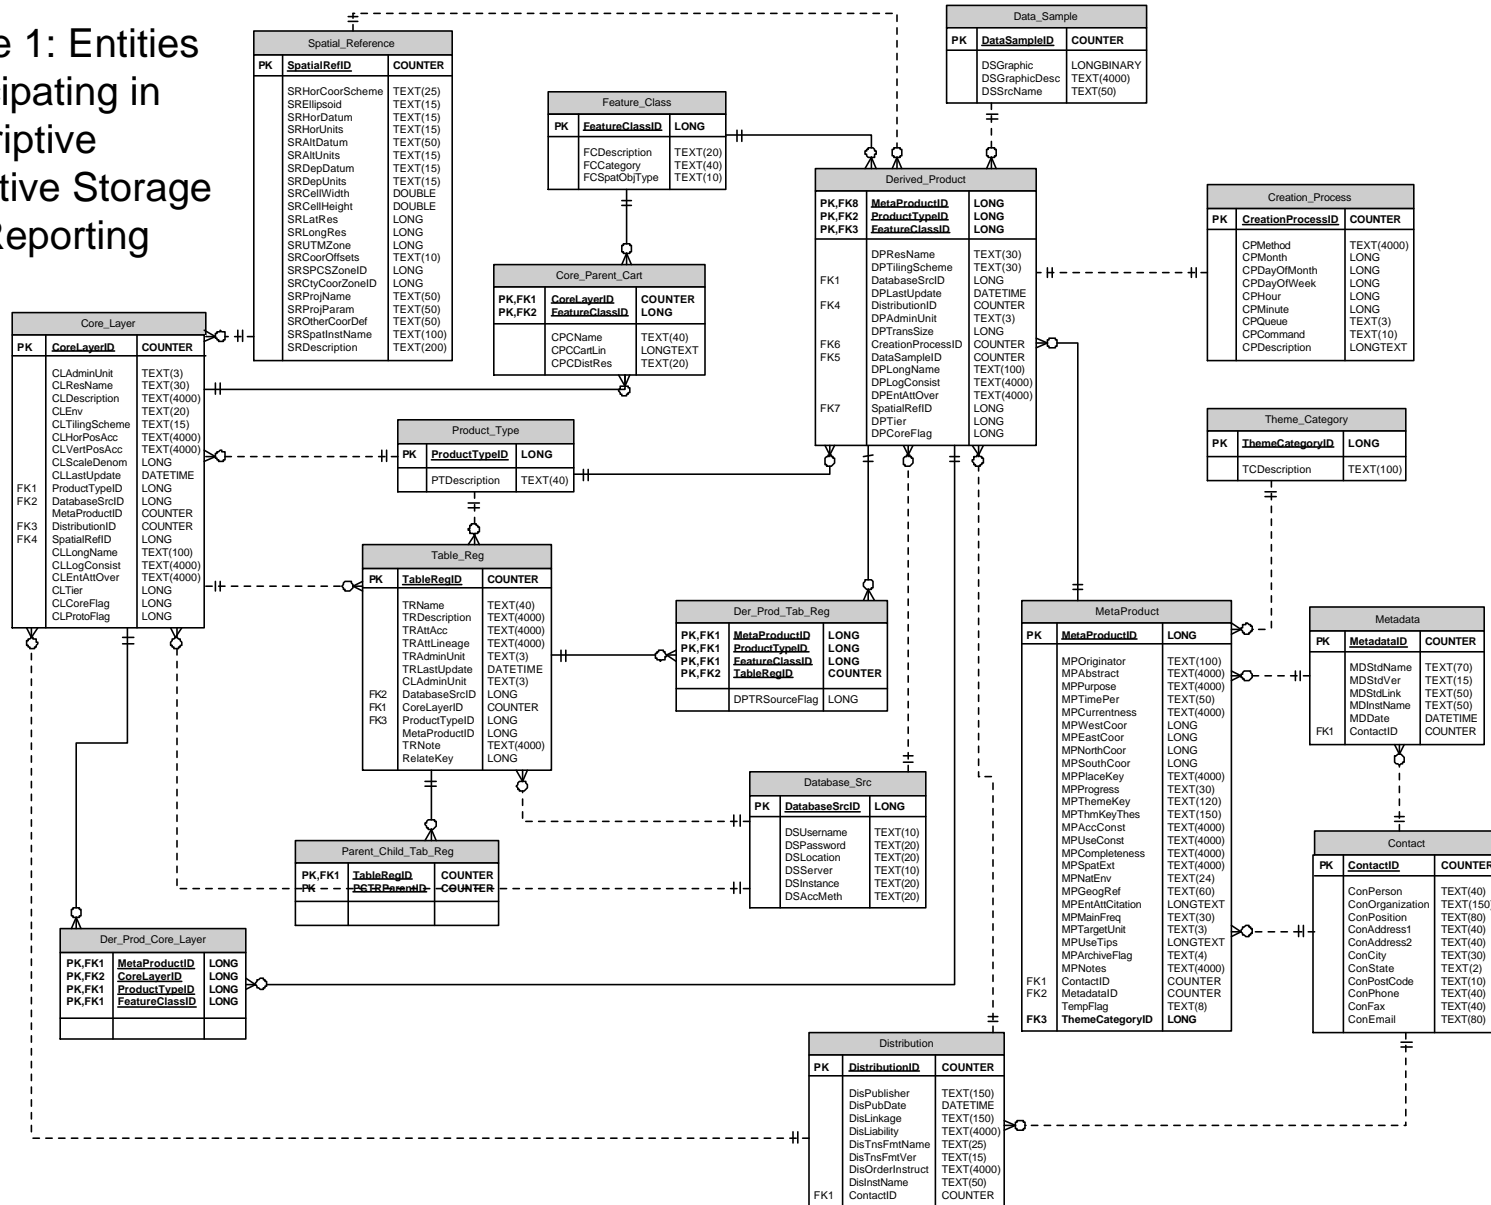 e 1: Entities
ipating in
riptive
tive Storage
Reporting
Spatial_Reference
PK SpatialRefID COUNTER
SRHorCoorScheme TEXT(25)
SREllipsoid TEXT(15)
SRHorDatum TEXT(15)
SRHorUnits TEXT(15)
SRAltDatum TEXT(50)
SRAltUnits TEXT(15)
SRDepDatum TEXT(15)
SRDepUnits TEXT(15)
SRCellWidth DOUBLE
SRCellHeight DOUBLE
SRLatRes LONG
SRLongRes LONG
SRUTMZone LONG
SRCoorOffsets TEXT(10)
SRSPCSZoneID LONG
SRCtyCoorZoneID LONG
SRProjName TEXT(50)
SRProjParam TEXT(50)
SROtherCoorDef TEXT(50)
SRSpatInstName TEXT(100)
SRDescription TEXT(200)
Data_Sample
PK DataSampleID COUNTER
DSGraphic LONGBINARY
DSGraphicDesc TEXT(4000)
DSSrcName TEXT(50)
Feature_Class
PK FeatureClassID LONG
FCDescription TEXT(20)
FCCategory TEXT(40)
FCSpatObjType TEXT(10)
Derived_Product
PK,FK8 MetaProductID LONG
PK,FK2 ProductTypeID LONG
PK,FK3 FeatureClassID LONG
DPResName TEXT(30)
DPTilingScheme TEXT(30)
FK1 DatabaseSrcID LONG
DPLastUpdate DATETIME
FK4 DistributionID COUNTER
DPAdminUnit TEXT(3)
DPTransSize LONG
FK6 CreationProcessID COUNTER
FK5 DataSampleID COUNTER
DPLongName TEXT(100)
DPLogConsist TEXT(4000)
DPEntAttOver TEXT(4000)
FK7 SpatialRefID LONG
DPTier LONG
DPCoreFlag LONG
Creation_Process
PK CreationProcessID COUNTER
CPMethod TEXT(4000)
CPMonth LONG
CPDayOfMonth LONG
CPDayOfWeek LONG
CPHour LONG
CPMinute LONG
CPQueue TEXT(3)
CPCommand TEXT(10)
CPDescription LONGTEXT
Core_Parent_Cart
PK,FK1 CoreLayerID COUNTER
PK,FK2 FeatureClassID LONG
CPCName TEXT(40)
CPCCartLin LONGTEXT
CPCDistRes TEXT(20)
Core_Layer
PK CoreLayerID COUNTER
CLAdminUnit TEXT(3)
CLResName TEXT(30)
CLDescription TEXT(4000)
CLEnv TEXT(20)
CLTilingScheme TEXT(15)
CLHorPosAcc TEXT(4000)
CLVertPosAcc TEXT(4000)
CLScaleDenom LONG
CLLastUpdate DATETIME
FK1 ProductTypeID LONG
FK2 DatabaseSrcID LONG
MetaProductID COUNTER
FK3 DistributionID COUNTER
FK4 SpatialRefID LONG
CLLongName TEXT(100)
CLLogConsist TEXT(4000)
CLEntAttOver TEXT(4000)
CLTier LONG
CLCoreFlag LONG
CLProtoFlag LONG
Product_Type
PK ProductTypeID LONG
PTDescription TEXT(40)
Theme_Category
PK ThemeCategoryID LONG
TCDescription TEXT(100)
Table_Reg
PK TableRegID COUNTER
TRName TEXT(40)
TRDescription TEXT(4000)
TRAttAcc TEXT(4000)
TRAttLineage TEXT(4000)
TRAdminUnit TEXT(3)
TRLastUpdate DATETIME
CLAdminUnit TEXT(3)
FK2 DatabaseSrcID LONG
FK1 CoreLayerID COUNTER
FK3 ProductTypeID LONG
MetaProductID LONG
TRNote TEXT(4000)
RelateKey LONG
Der_Prod_Tab_Reg
PK,FK1 MetaProductID LONG
PK,FK1 ProductTypeID LONG
PK,FK1 FeatureClassID LONG
PK,FK2 TableRegID COUNTER
DPTRSourceFlag LONG
MetaProduct
PK MetaProductID LONG
MPOriginator TEXT(100)
MPAbstract TEXT(4000)
MPPurpose TEXT(4000)
MPTimePer TEXT(50)
MPCurrentness TEXT(4000)
MPWestCoor LONG
MPEastCoor LONG
MPNorthCoor LONG
MPSouthCoor LONG
MPPlaceKey TEXT(4000)
MPProgress TEXT(30)
MPThemeKey TEXT(120)
MPThmKeyThes TEXT(150)
MPAccConst TEXT(4000)
MPUseConst TEXT(4000)
MPCompleteness TEXT(4000)
MPSpatExt TEXT(4000)
MPNatEnv TEXT(24)
MPGeogRef TEXT(60)
MPEntAttCitation LONGTEXT
MPMainFreq TEXT(30)
MPTargetUnit TEXT(3)
MPUseTips LONGTEXT
MPArchiveFlag TEXT(4)
MPNotes TEXT(4000)
FK1 ContactID COUNTER
FK2 MetadataID COUNTER
TempFlag TEXT(8)
FK3 ThemeCategoryID LONG
Metadata
PK MetadataID COUNTER
MDStdName TEXT(70)
MDStdVer TEXT(15)
MDStdLink TEXT(50)
MDInstName TEXT(50)
MDDate DATETIME
FK1 ContactID COUNTER
Database_Src
PK DatabaseSrcID LONG
DSUsername TEXT(10)
DSPassword TEXT(20)
DSLocation TEXT(20)
DSServer TEXT(10)
DSInstance TEXT(20)
DSAccMeth TEXT(20)
Parent_Child_Tab_Reg
PK,FK1 TableRegID COUNTER
PK PCTRParentID COUNTER
Contact
PK ContactID COUNTER
ConPerson TEXT(40)
ConOrganization TEXT(150)
ConPosition TEXT(80)
ConAddress1 TEXT(40)
ConAddress2 TEXT(40)
ConCity TEXT(30)
ConState TEXT(2)
ConPostCode TEXT(10)
ConPhone TEXT(40)
ConFax TEXT(40)
ConEmail TEXT(80)
Der_Prod_Core_Layer
PK,FK1 MetaProductID LONG
PK,FK2 CoreLayerID LONG
PK,FK1 ProductTypeID LONG
PK,FK1 FeatureClassID LONG
Distribution
PK DistributionID COUNTER
DisPublisher TEXT(150)
DisPubDate DATETIME
DisLinkage TEXT(150)
DisLiability TEXT(4000)
DisTnsFmtName TEXT(25)
DisTnsFmtVer TEXT(15)
DisOrderInstruct TEXT(4000)
DisInstName TEXT(50)
FK1 ContactID COUNTER